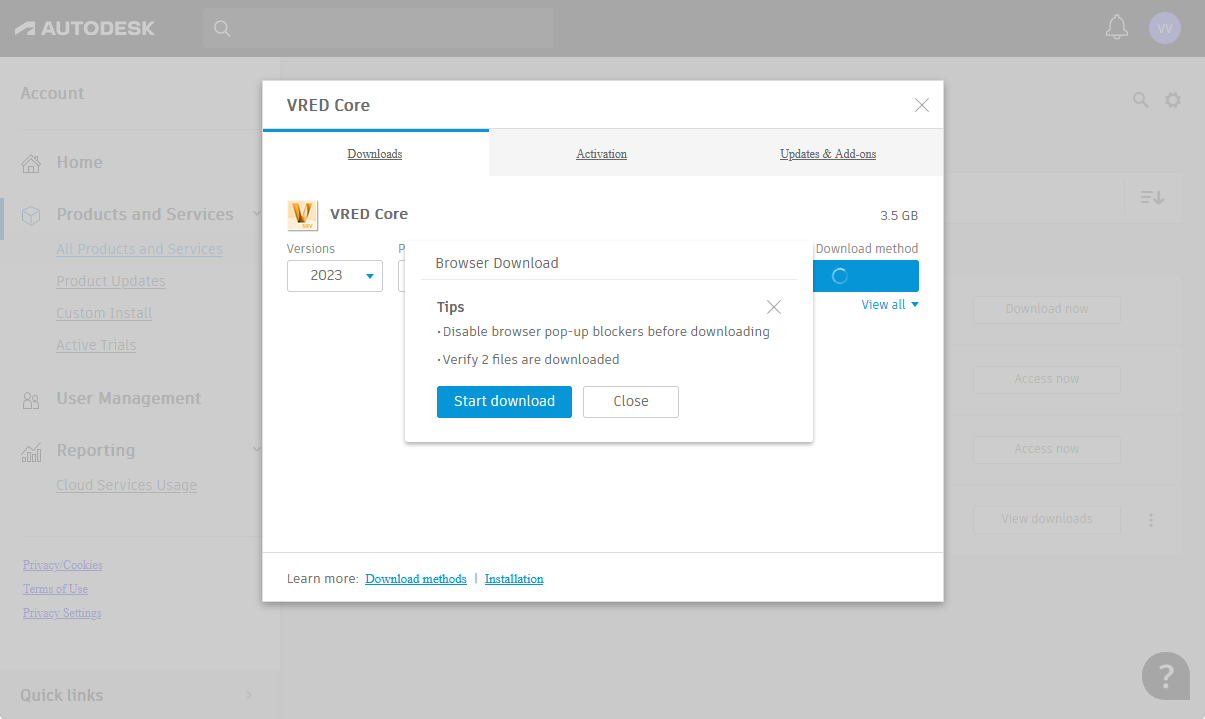 AUTODESK
VV
Account
Home
Products and Services
All Products and Services
Product Updates
Custom Install
Active Trials
User Management
Reporting
Cloud Services Usage
Privacy/Cookies
Terms of Use
Privacy Settings
Quick links
VRED Core
Downloads
Activation
Updates & Add-ons
VRED Core
3.5 GB
Versions
P
Download method
2023
View all
Browser Download
Tips
·Disable browser pop-up blockers before downloading
·Verify 2 files are downloaded
Start download
Close
Learn more: Download methods | Installation
Download now
Access now
Access now
View downloads
?